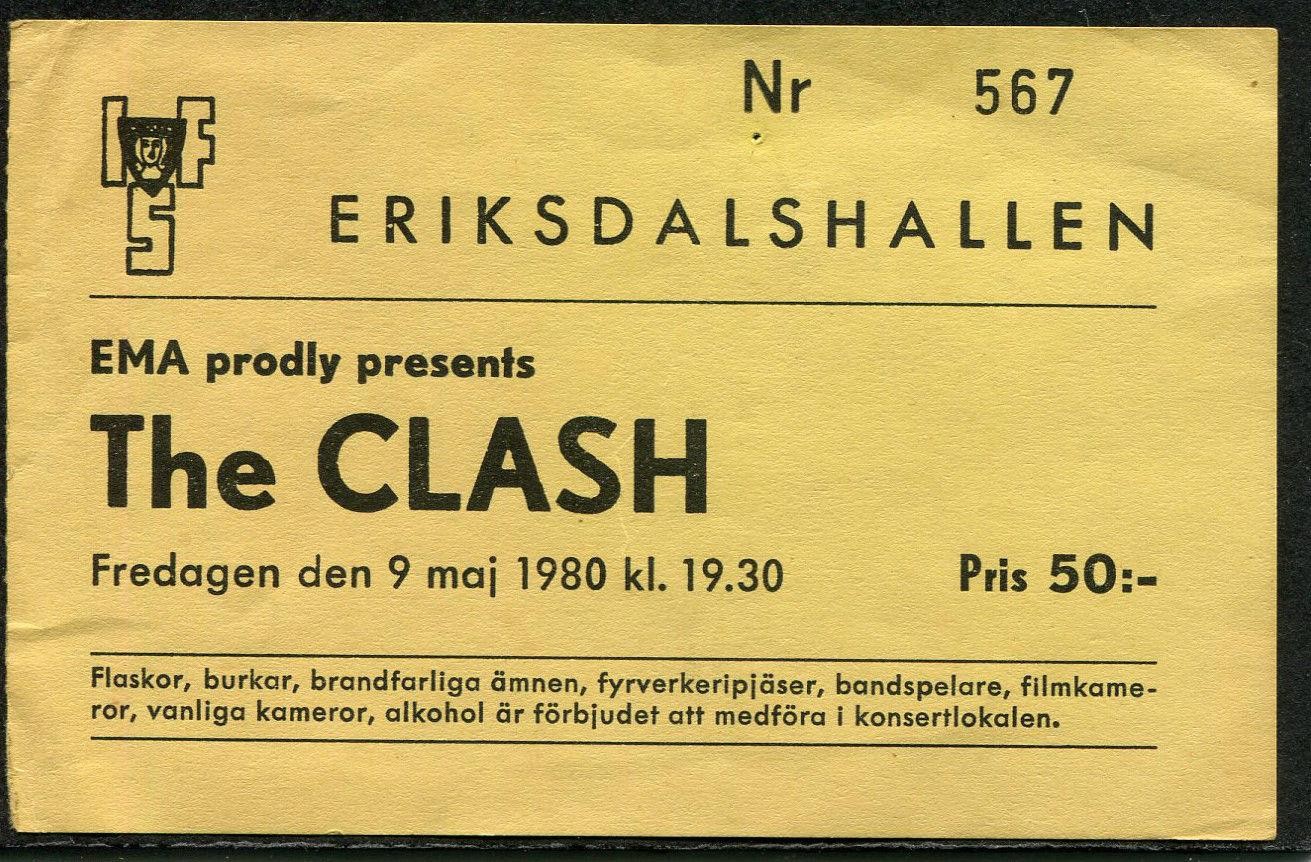 Nr 567
IF
S
ERIKSDALSHALLEN
EMA prodly presents
The CLASH
Fredagen den 9 maj 1980 kl. 19.30 Pris 50:-
Flaskor, burkar, brandfarliga ämnen, fyrverkeripjäser, bandspelare, filmkame-
ror, vanliga kameror, alkohol är förbjudet att medföra i konsertlokalen.